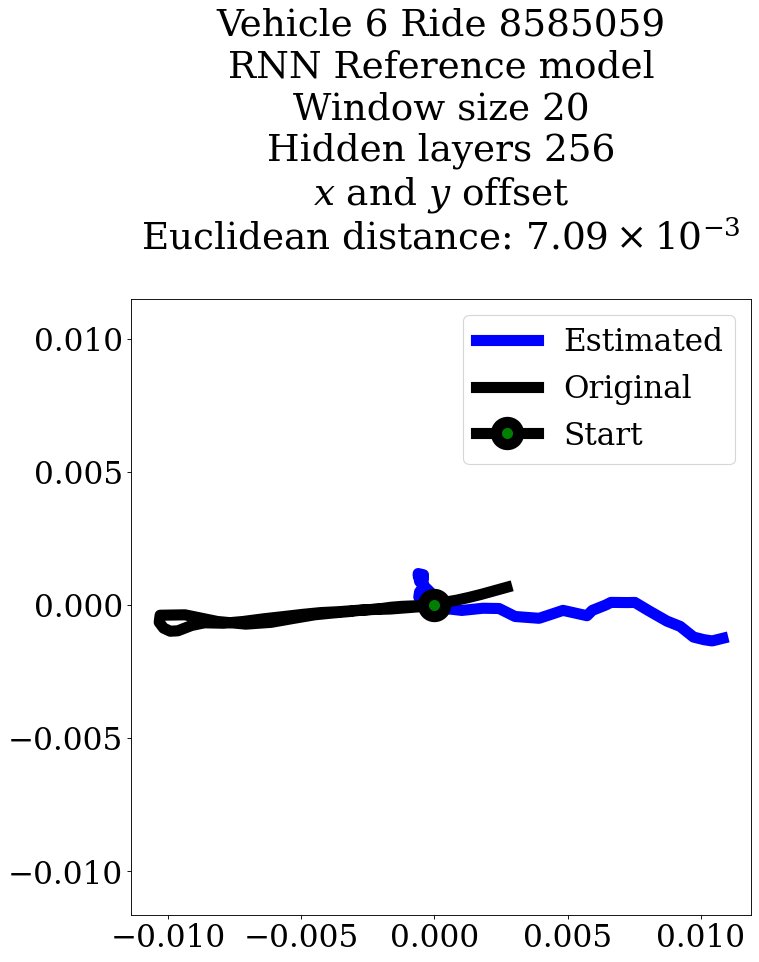 Vehicle 6 Ride 8585059
RNN Reference model
Window size 20
Hidden layers 256
x and y offset
Euclidean distance: 7.09 × 10⁻³
Estimated
Original
Start
0.010
0.005
0.000
−0.005
−0.010
−0.010 −0.005 0.000 0.005 0.010